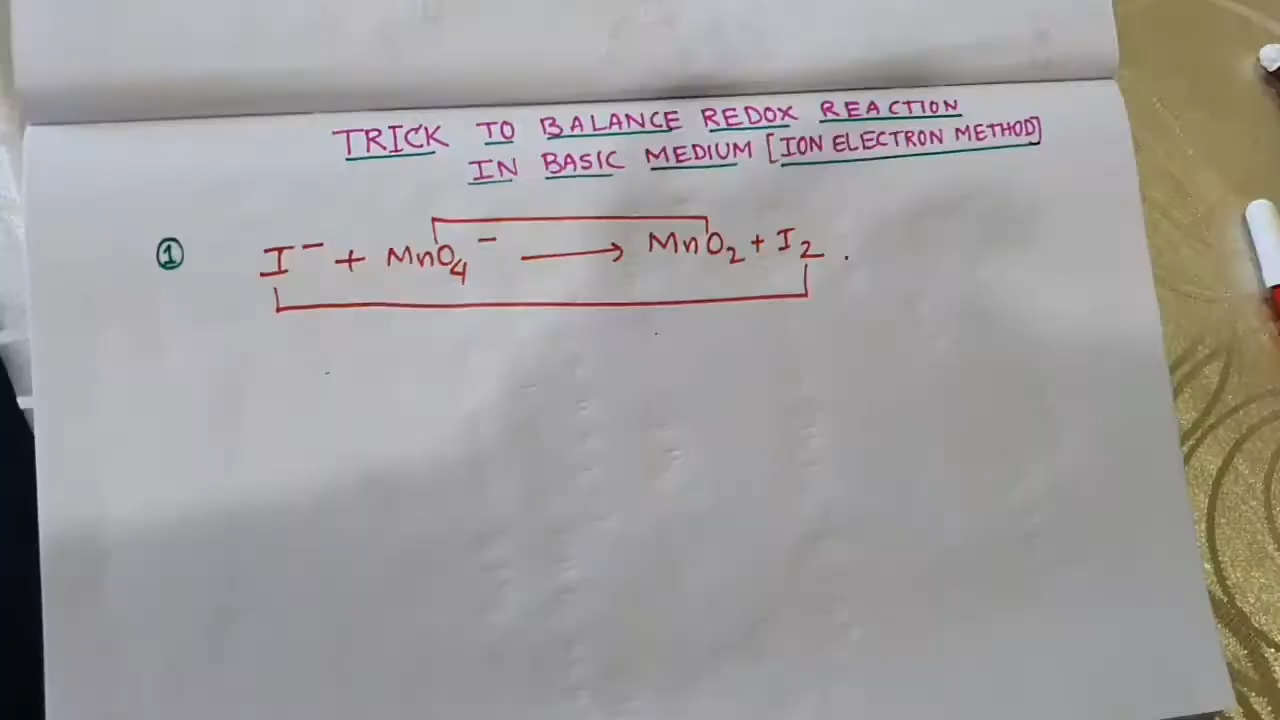 TRICK TO BALANCE REDOX REACTION
IN BASIC MEDIUM [ION ELECTRON METHOD]
① I⁻ + MnO₄⁻ ⟶ MnO₂ + I₂.